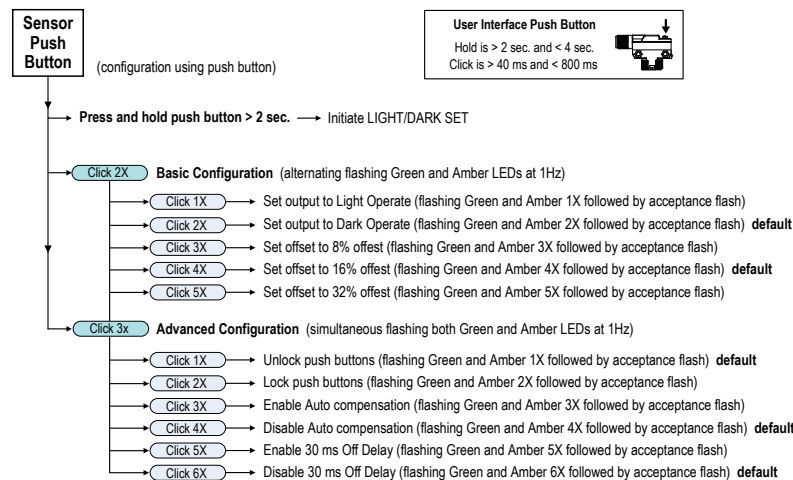 Sensor
Push
Button
(configuration using push button)
User Interface Push Button
Hold is > 2 sec. and < 4 sec.
Click is > 40 ms and < 800 ms
Press and hold push button > 2 sec. Initiate LIGHT/DARK SET
Click 2X Basic Configuration (alternating flashing Green and Amber LEDs at 1Hz)
Click 1X Set output to Light Operate (flashing Green and Amber 1X followed by acceptance flash)
Click 2X Set output to Dark Operate (flashing Green and Amber 2X followed by acceptance flash) default
Click 3X Set offset to 8% offest (flashing Green and Amber 3X followed by acceptance flash)
Click 4X Set offset to 16% offest (flashing Green and Amber 4X followed by acceptance flash) default
Click 5X Set offset to 32% offest (flashing Green and Amber 5X followed by acceptance flash)
Click 3x Advanced Configuration (simultaneous flashing both Green and Amber LEDs at 1Hz)
Click 1X Unlock push buttons (flashing Green and Amber 1X followed by acceptance flash) default
Click 2X Lock push buttons (flashing Green and Amber 2X followed by acceptance flash)
Click 3X Enable Auto compensation (flashing Green and Amber 3X followed by acceptance flash)
Click 4X Disable Auto compensation (flashing Green and Amber 4X followed by acceptance flash) default
Click 5X Enable 30 ms Off Delay (flashing Green and Amber 5X followed by acceptance flash)
Click 6X Disable 30 ms Off Delay (flashing Green and Amber 6X followed by acceptance flash) default